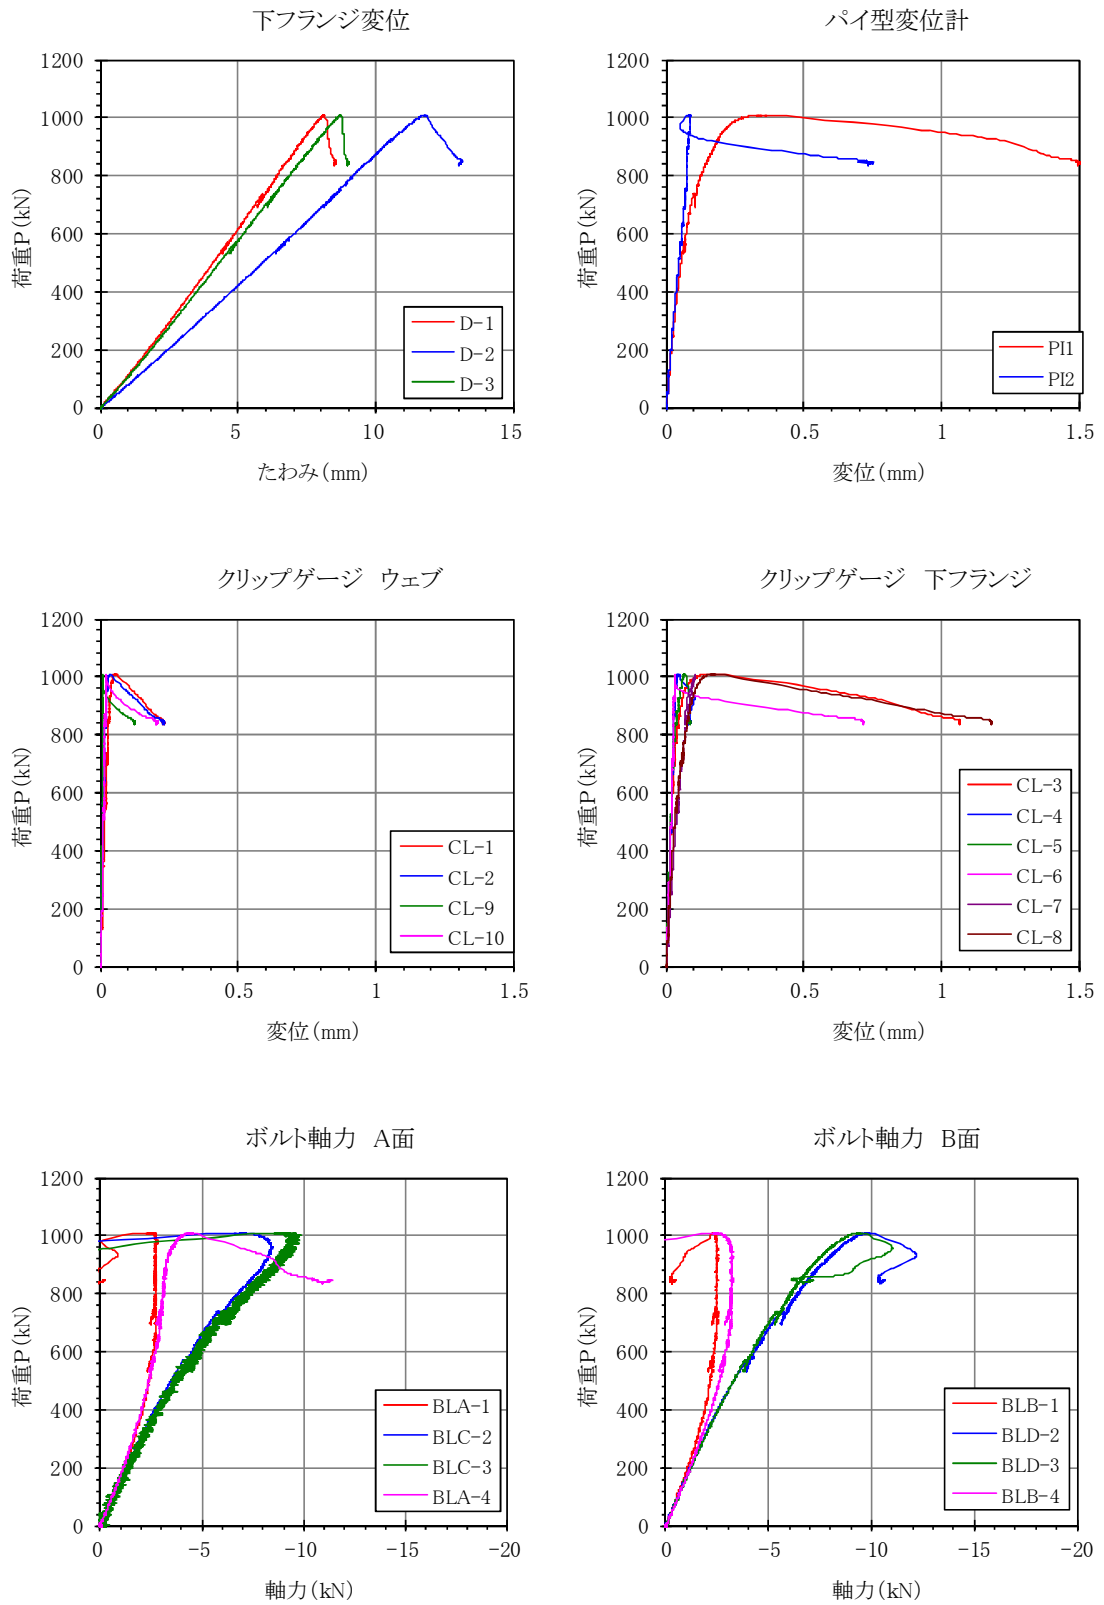 下フランジ変位
1200
1000
800
600
400
200
0
荷重P(kN)
D-1
D-2
D-3
0 5 10 15
たわみ(mm)
パイ型変位計
1200
1000
800
600
400
200
0
荷重P(kN)
PI1
PI2
0 0.5 1 1.5
変位(mm)
クリップゲージ ウェブ
1200
1000
800
600
400
200
0
荷重P(kN)
CL-1
CL-2
CL-9
CL-10
0 0.5 1 1.5
変位(mm)
クリップゲージ 下フランジ
1200
1000
800
600
400
200
0
荷重P(kN)
CL-3
CL-4
CL-5
CL-6
CL-7
CL-8
0 0.5 1 1.5
変位(mm)
ボルト軸力 A面
1200
1000
800
600
400
200
0
荷重P(kN)
BLA-1
BLC-2
BLC-3
BLA-4
0 -5 -10 -15 -20
軸力(kN)
ボルト軸力 B面
1200
1000
800
600
400
200
0
荷重P(kN)
BLB-1
BLD-2
BLD-3
BLB-4
0 -5 -10 -15 -20
軸力(kN)